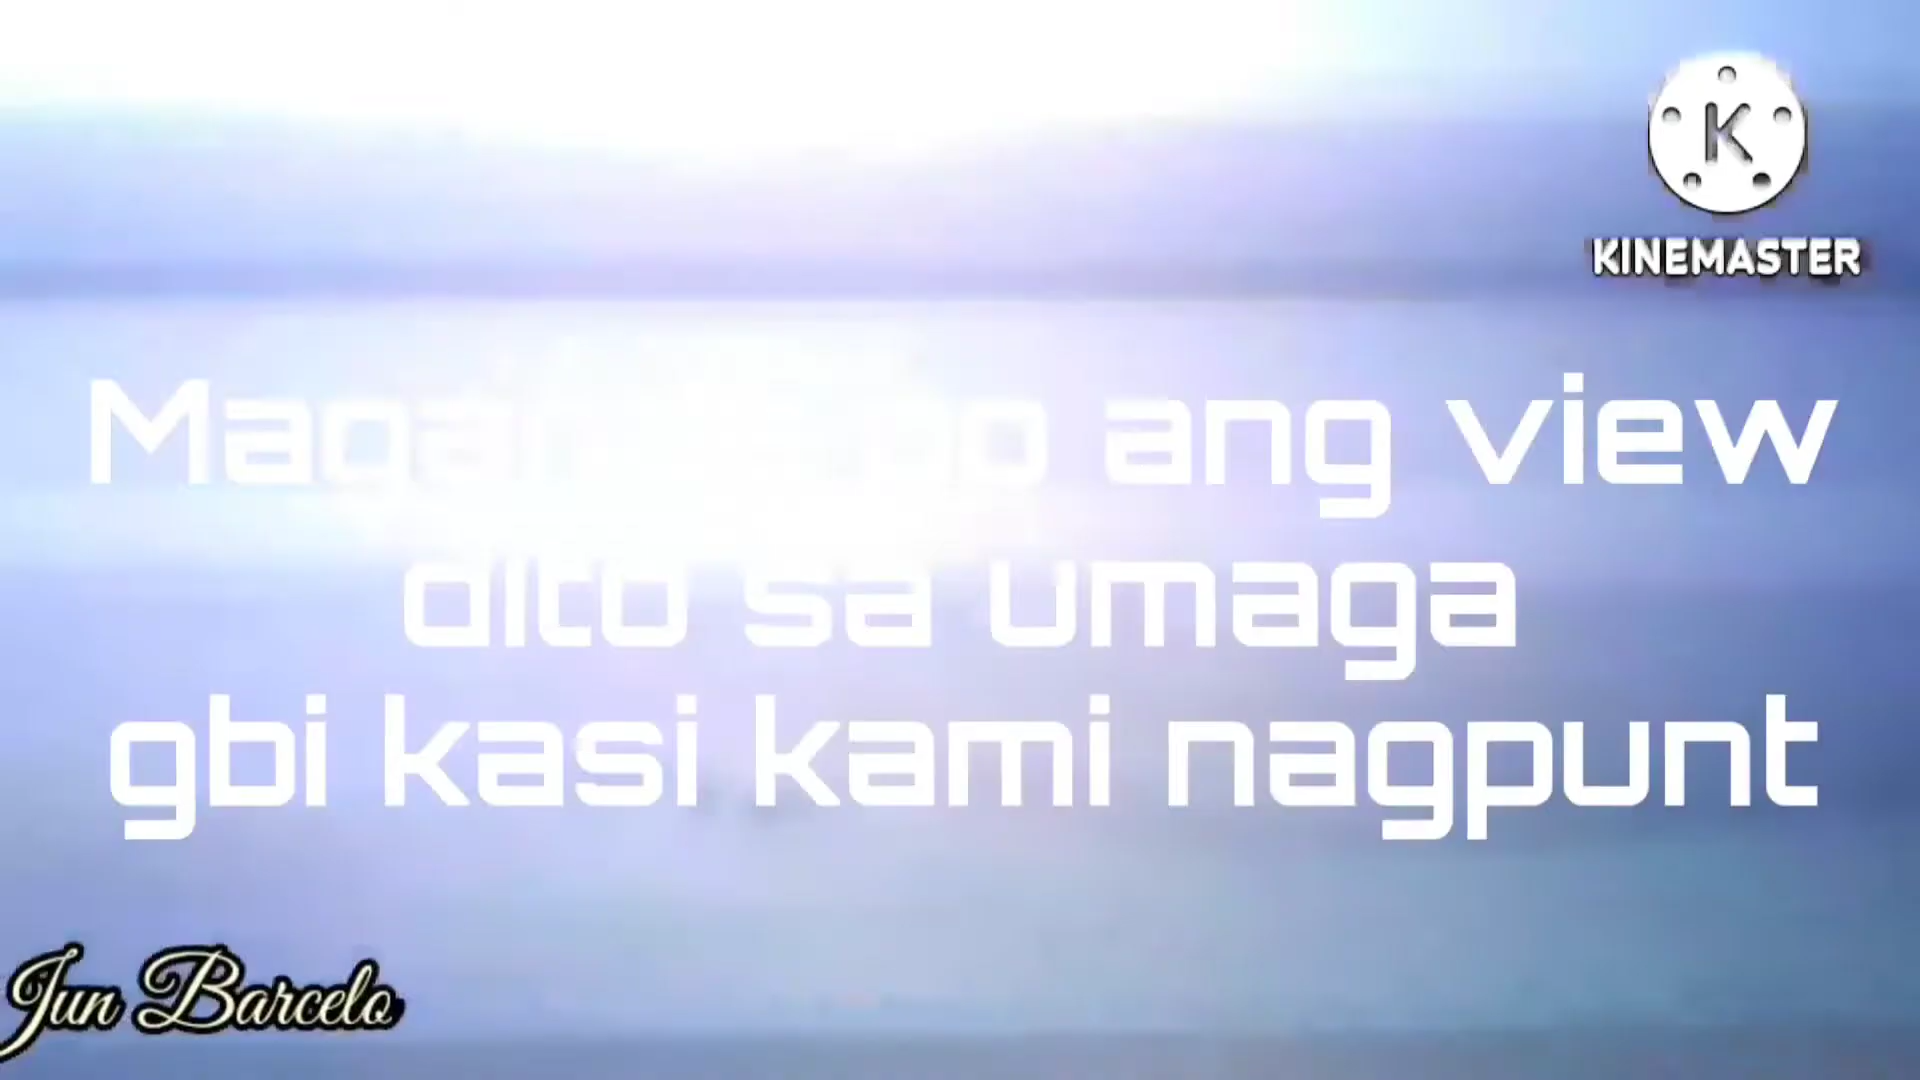 K
KINEMASTER
ang view
dito sa umaga
gbi kasi kami nagpunt
Jun Barcelo